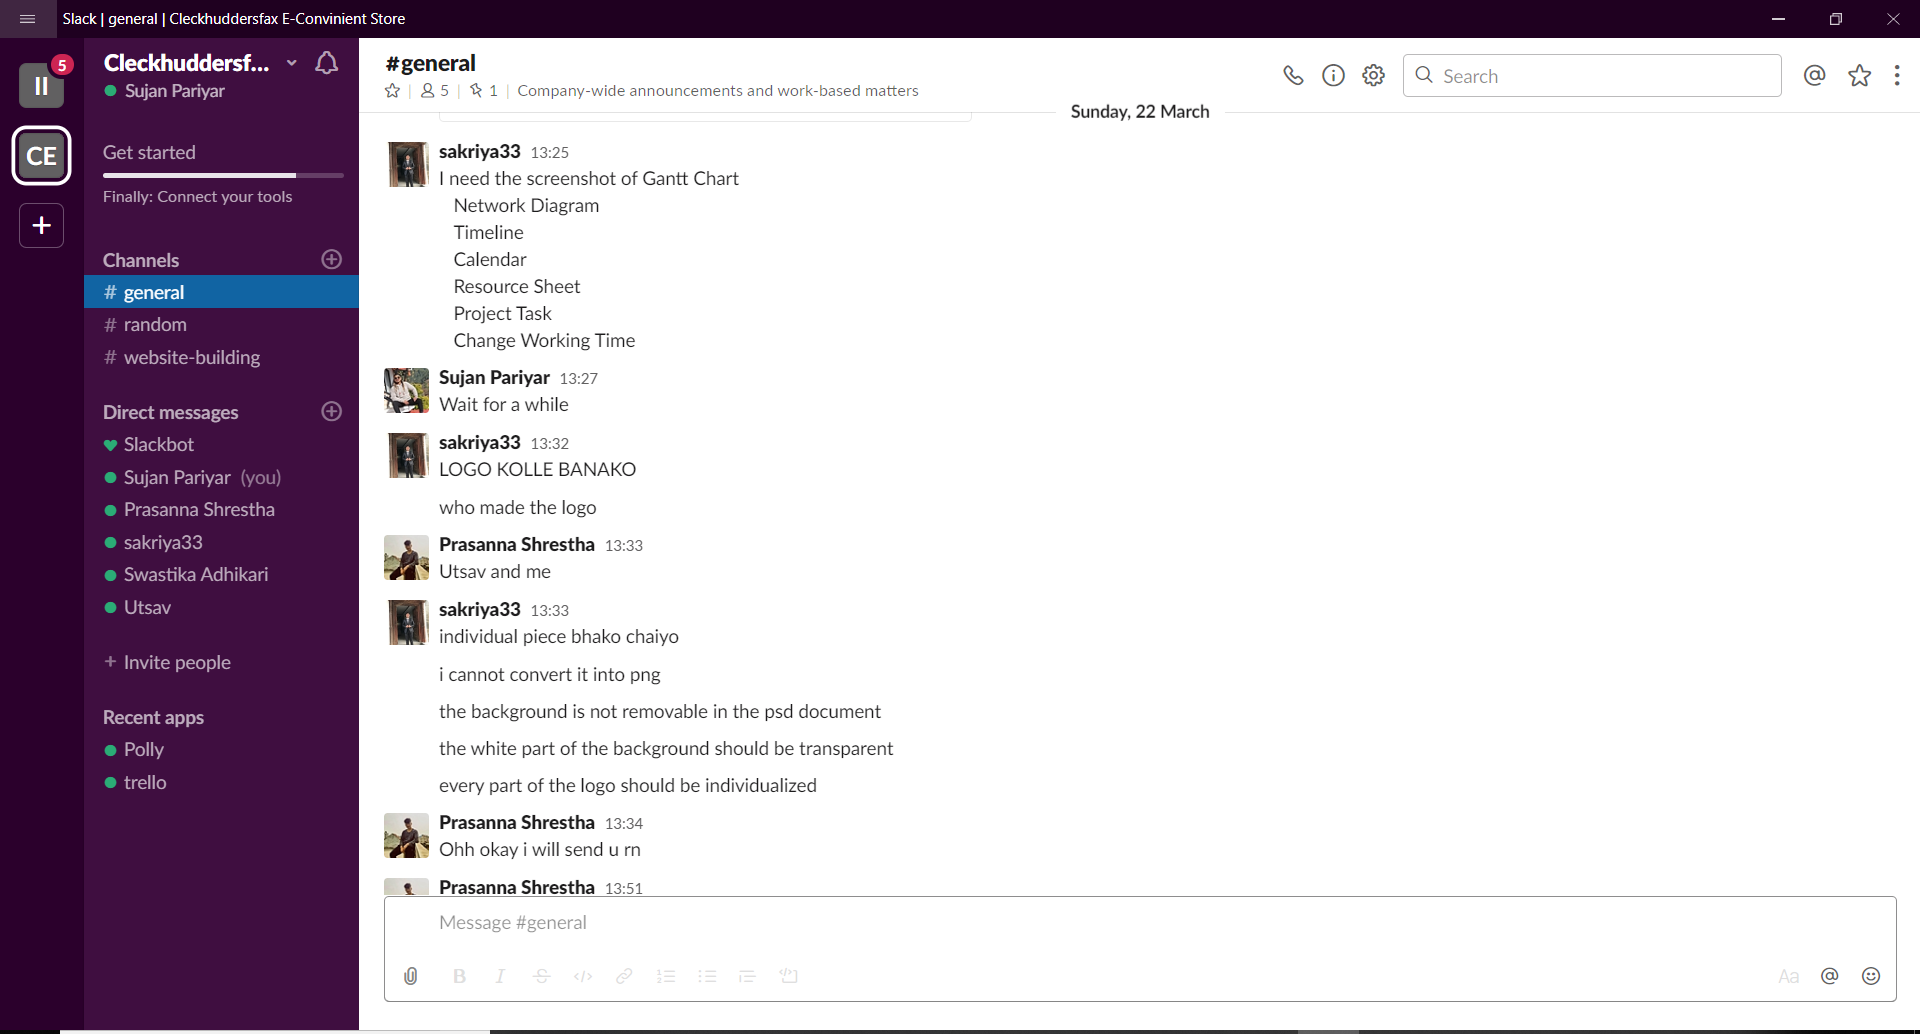 Slack | general | Cleckhuddersfax E-Convinient Store
II
5
CE
Cleckhuddersf...
Sujan Pariyar
Get started
Finally: Connect your tools
Channels
# general
# random
# website-building
Direct messages
Slackbot
Sujan Pariyar (you)
Prasanna Shrestha
sakriya33
Swastika Adhikari
Utsav
+ Invite people
Recent apps
Polly
trello
#general
5 | 1 | Company-wide announcements and work-based matters
Search
Sunday, 22 March
sakriya33 13:25
I need the screenshot of Gantt Chart
Network Diagram
Timeline
Calendar
Resource Sheet
Project Task
Change Working Time
Sujan Pariyar 13:27
Wait for a while
sakriya33 13:32
LOGO KOLLE BANAKO
who made the logo
Prasanna Shrestha 13:33
Utsav and me
sakriya33 13:33
individual piece bhako chaiyo
i cannot convert it into png
the background is not removable in the psd document
the white part of the background should be transparent
every part of the logo should be individualized
Prasanna Shrestha 13:34
Ohh okay i will send u rn
Prasanna Shrestha 13:51
Message #general
B I S </> Aa @